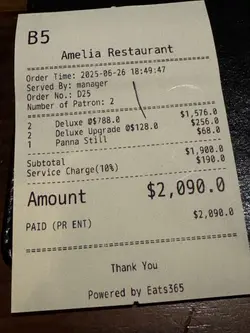 B5
Amelia Restaurant
Order Time: 2025-06-26 18:49:47
Served By: manager
Order No.: D25
Number of Patron: 2
2 Deluxe @$788.0 $1,576.0
2 Deluxe Upgrade @$128.0 $256.0
1 Panna Still $68.0
Subtotal $1,900.0
Service Charge(10%) $190.0
Amount $2,090.0
PAID (PR ENT) $2,090.0
Thank You
Powered by Eats365